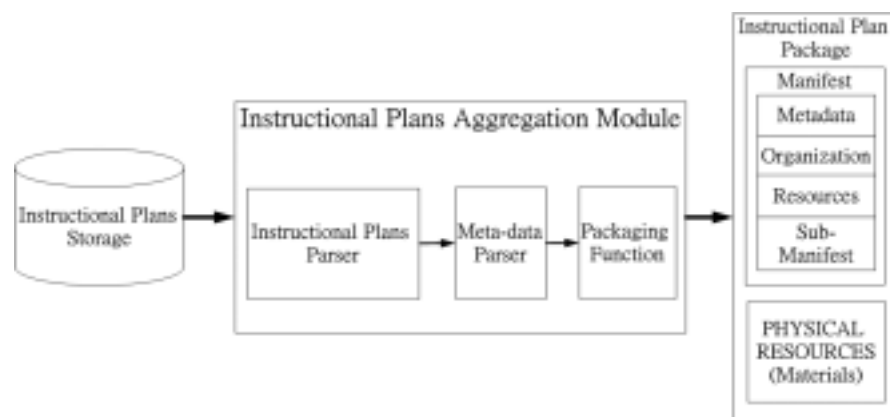 Instructional Plans
Storage
Instructional Plans Aggregation Module
Instructional Plans
Parser
Meta-data
Parser
Packaging
Function
Instructional Plan
Package
Manifest
Metadata
Organization
Resources
Sub-
Manifest
PHYSICAL
RESOURCES
(Materials)